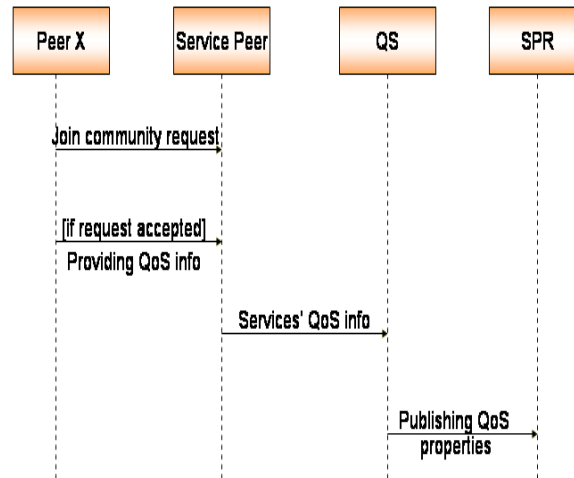 Peer X
Service Peer
QS
SPR
Join community request
[if request accepted]
Providing QoS info
Services' QoS info
Publishing QoS
properties